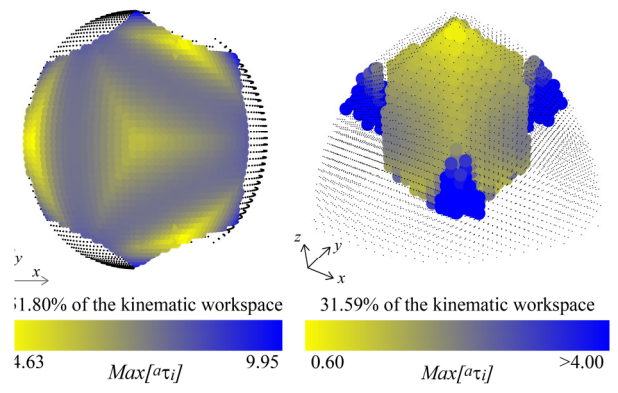 y
x
z
y
x
51.80% of the kinematic workspace
31.59% of the kinematic workspace
4.63
9.95
0.60
>4.00
Max[ᵃτᵢ]
Max[ᵃτᵢ]